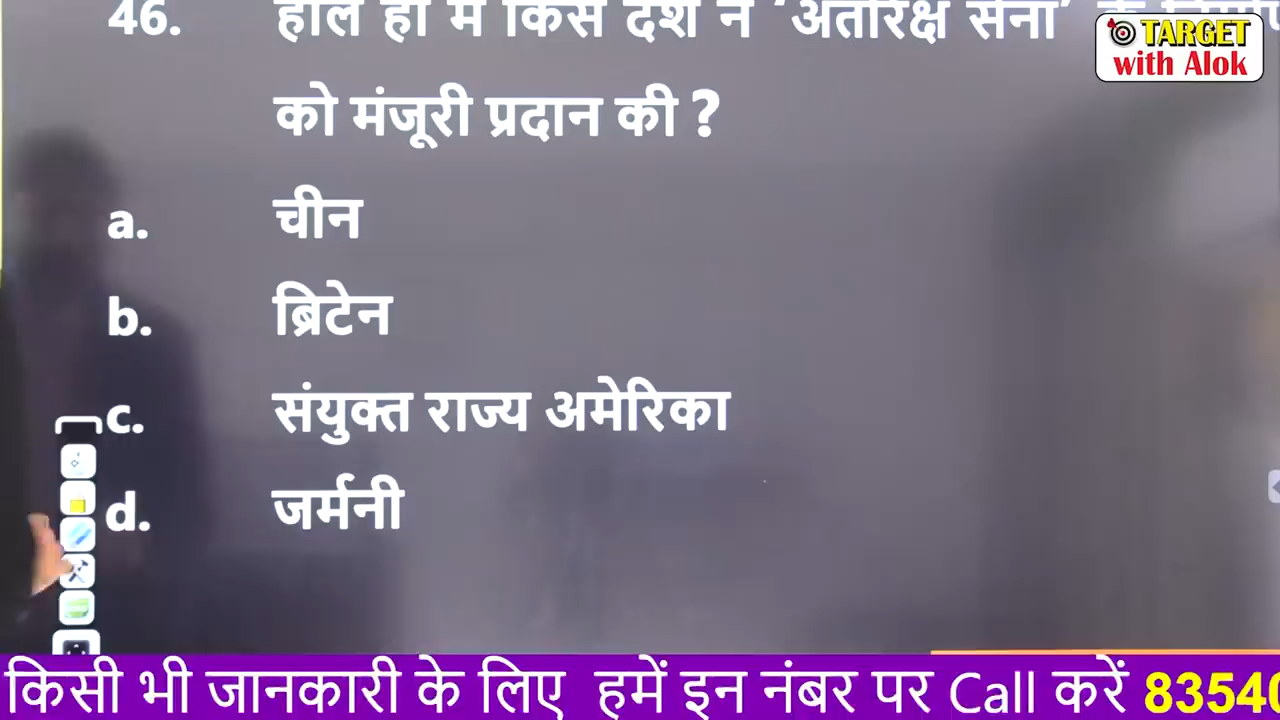 46. हाल ही में किस देश ने 'अंतरिक्ष सेना' के
को मंजूरी प्रदान की ?
a. चीन
b. ब्रिटेन
c. संयुक्त राज्य अमेरिका
d. जर्मनी
TARGET
with Alok
किसी भी जानकारी के लिए हमें इन नंबर पर Call करें 83540